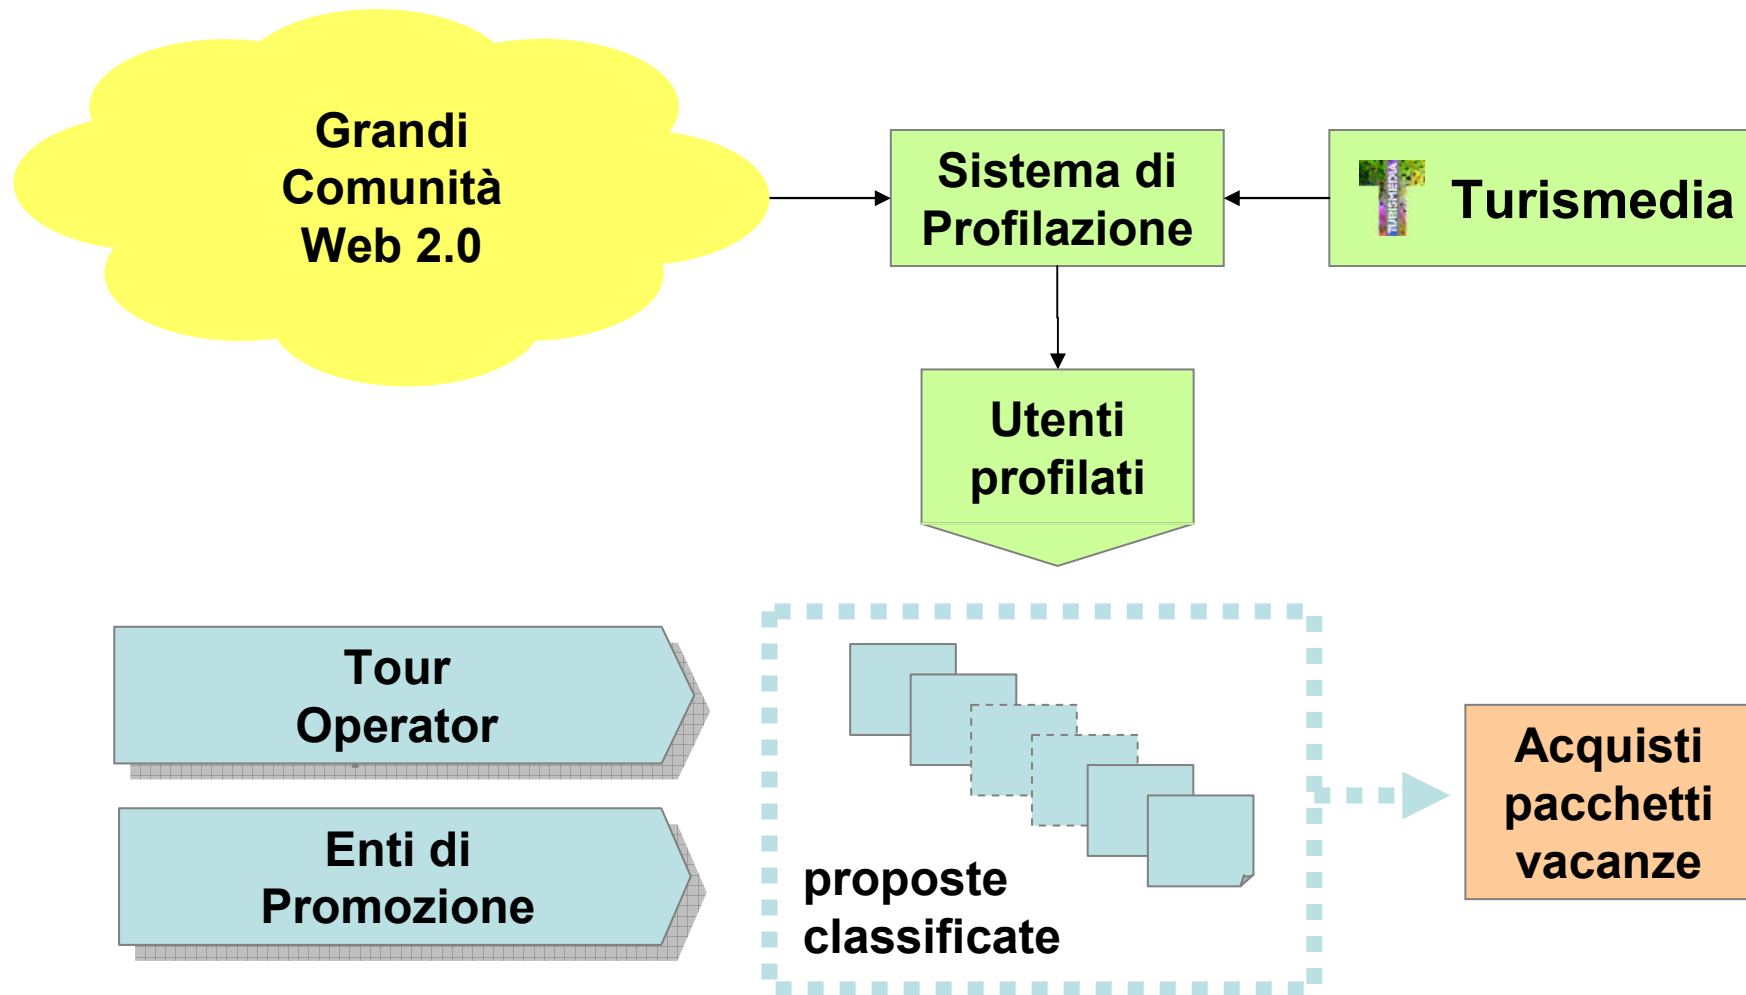 Grandi
Comunità
Web 2.0
Sistema di
Profilazione
TURISMEDIA
Turismedia
Utenti
profilati
Tour
Operator
Enti di
Promozione
proposte
classificate
Acquisti
pacchetti
vacanze